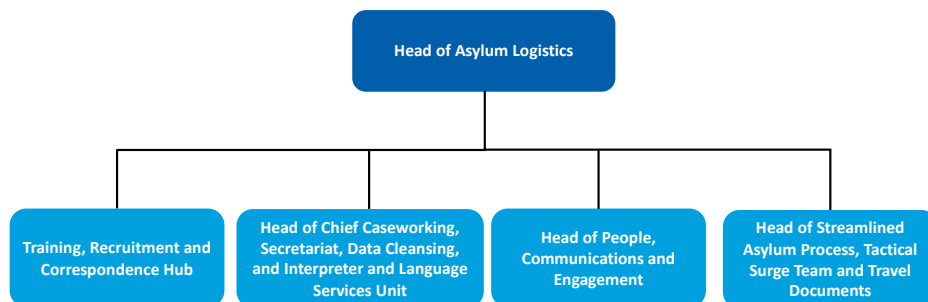 Head of Asylum Logistics
Training, Recruitment and
Correspondence Hub
Head of Chief Caseworking,
Secretariat, Data Cleansing,
and Interpreter and Language
Services Unit
Head of People,
Communications and
Engagement
Head of Streamlined
Asylum Process, Tactical
Surge Team and Travel
Documents